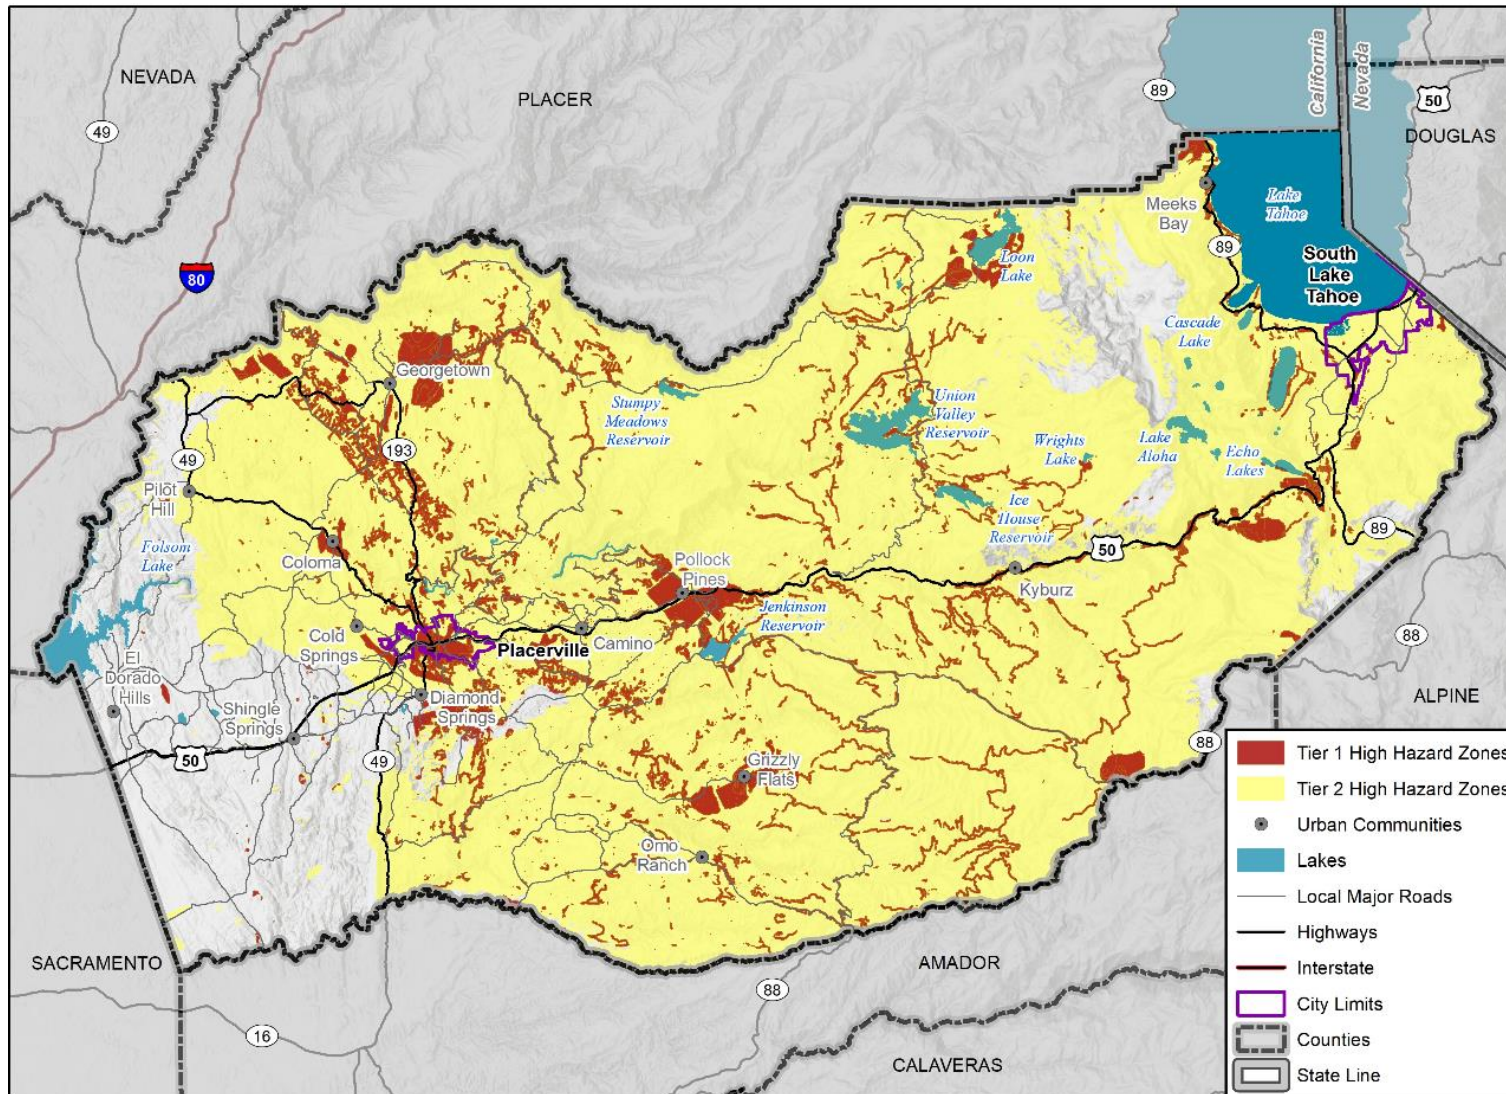 NEVADA
PLACER
49
80
89
California
Nevada
50
DOUGLAS
Meeks
Bay
Lake
Tahoe
89
South
Lake
Tahoe
Loon
Lake
Cascade
Lake
Georgetown
Stumpy
Meadows
Reservoir
Union
Valley
Reservoir
Wrights
Lake
Lake
Aloha
Echo
Lakes
193
49
Pilot
Hill
Ice
House
Reservoir
89
50
Folsom
Lake
Coloma
Pollock
Pines
Kyburz
Jenkinson
Reservoir
Cold
Springs
Placerville
Camino
88
El
Dorado
Hills
Shingle
Springs
Diamond
Springs
ALPINE
50
49
88
Grizzly
Flats
Omo
Ranch
SACRAMENTO
AMADOR
88
16
CALAVERAS
Tier 1 High Hazard Zones
Tier 2 High Hazard Zones
Urban Communities
Lakes
Local Major Roads
Highways
Interstate
City Limits
Counties
State Line